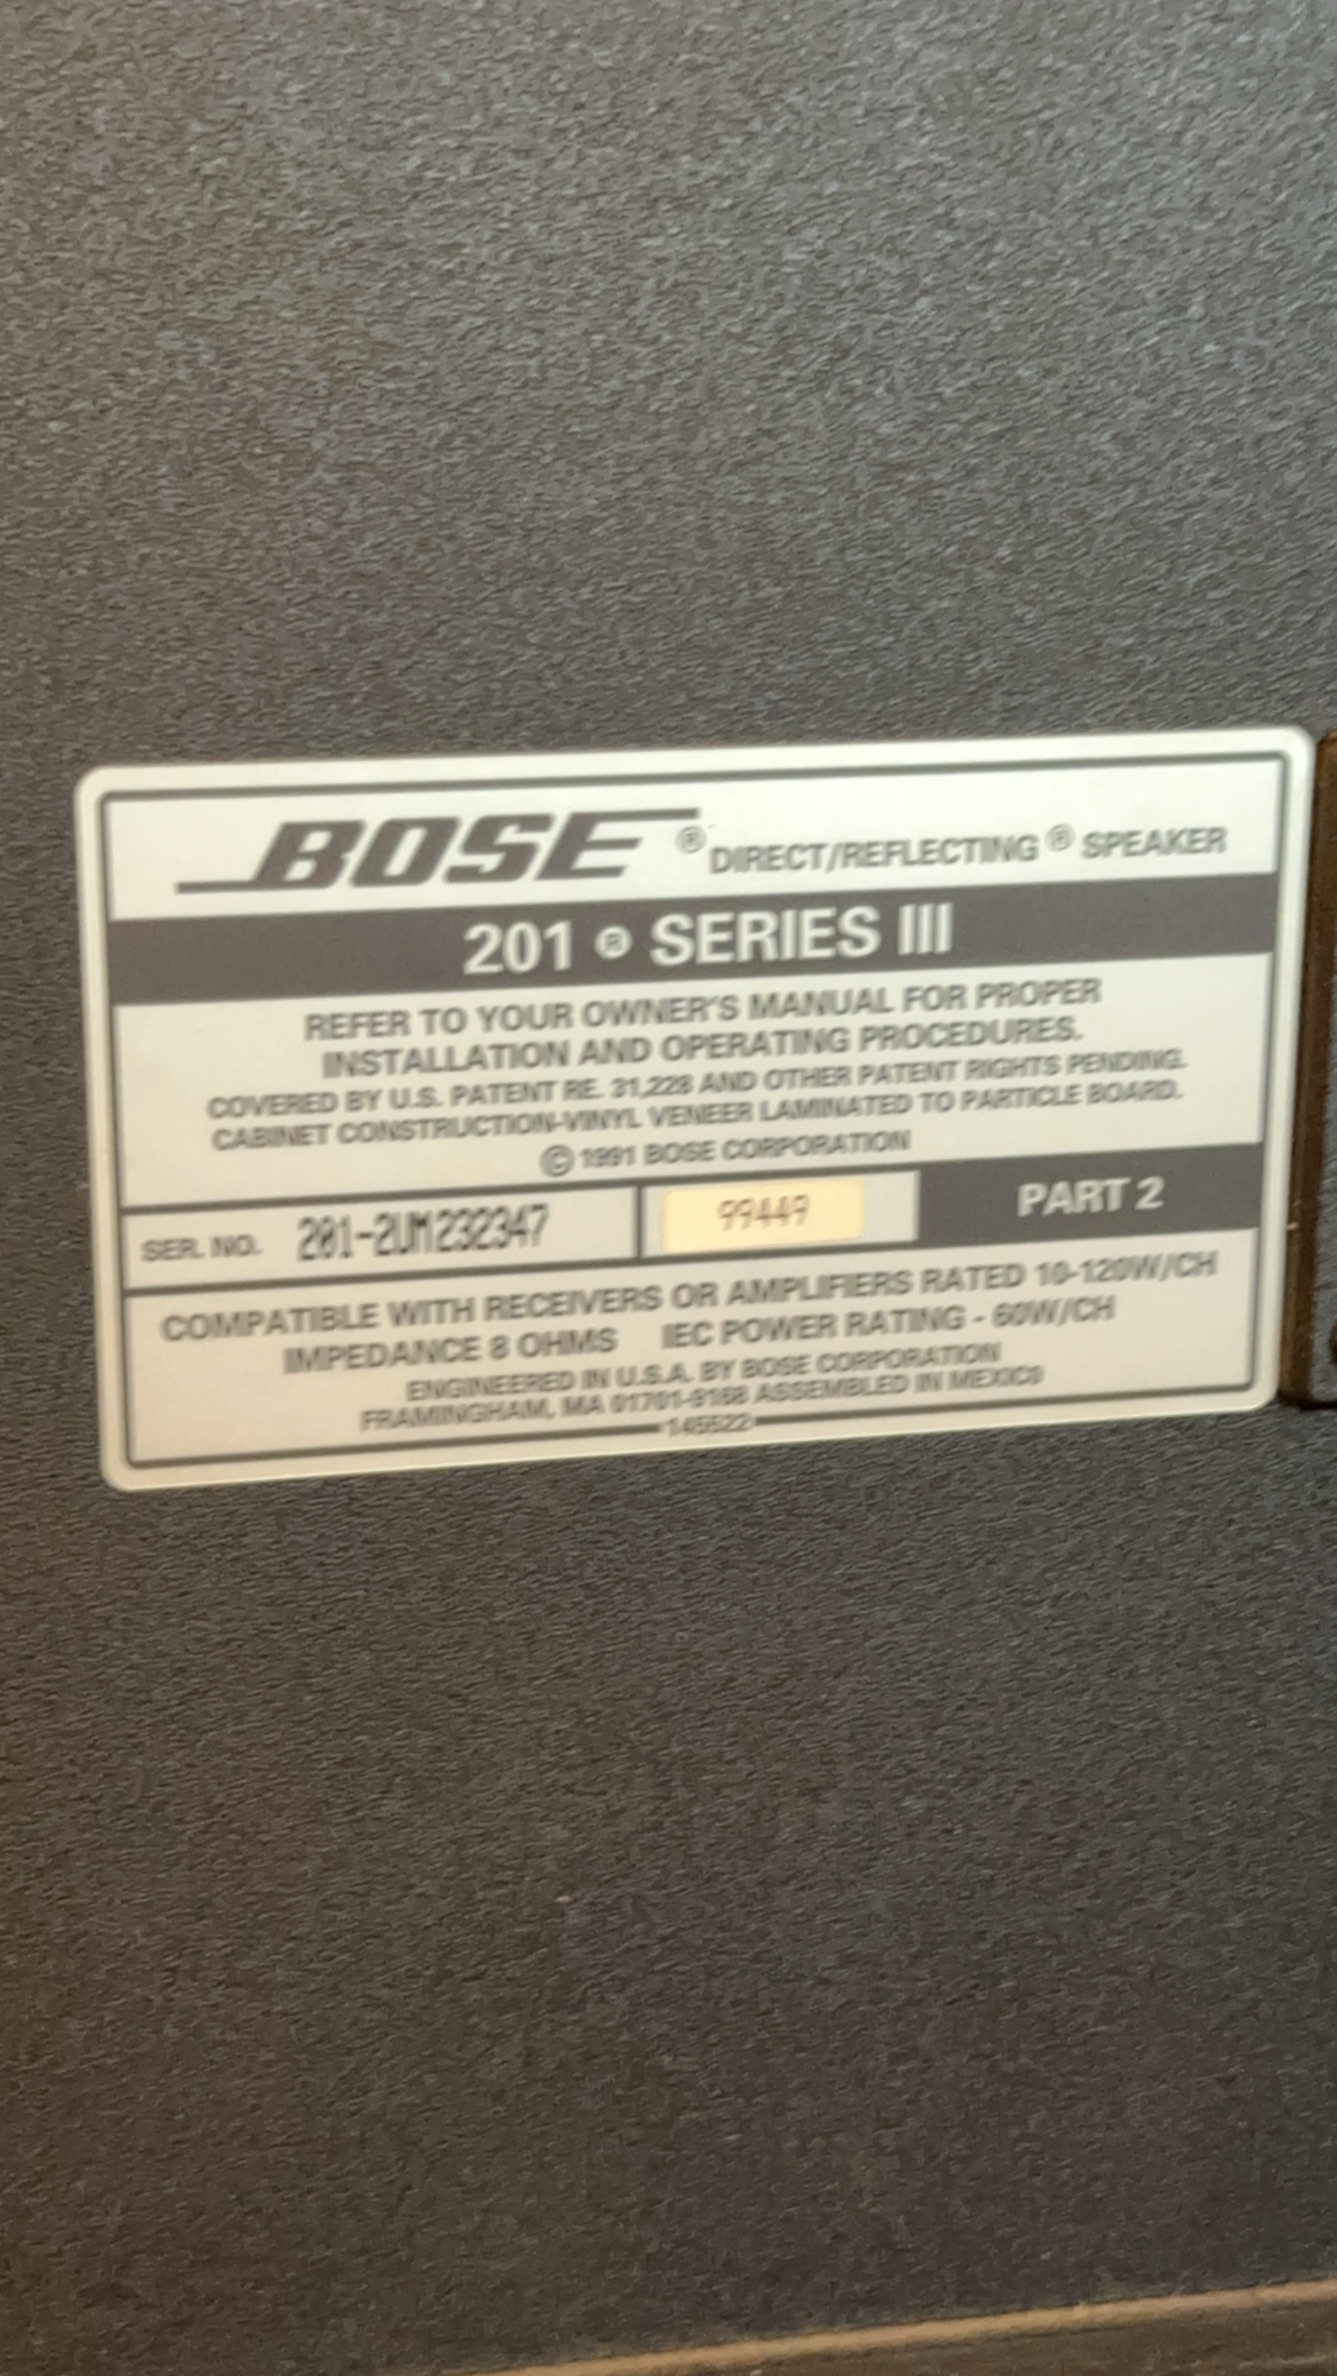 BOSE® DIRECT/REFLECTING® SPEAKER
201® SERIES III
REFER TO YOUR OWNER'S MANUAL FOR PROPER
INSTALLATION AND OPERATING PROCEDURES.
COVERED BY U.S. PATENT RE. 31,228 AND OTHER PATENT RIGHTS PENDING.
CABINET CONSTRUCTION-VINYL VENEER LAMINATED TO PARTICLE BOARD.
© 1991 BOSE CORPORATION
SER. NO. 201-2UM232347 99449 PART 2
COMPATIBLE WITH RECEIVERS OR AMPLIFIERS RATED 10-120W/CH
IMPEDANCE 8 OHMS IEC POWER RATING - 60W/CH
ENGINEERED IN U.S.A. BY BOSE CORPORATION
FRAMINGHAM, MA 01701-9168 ASSEMBLED IN MEXICO
145522